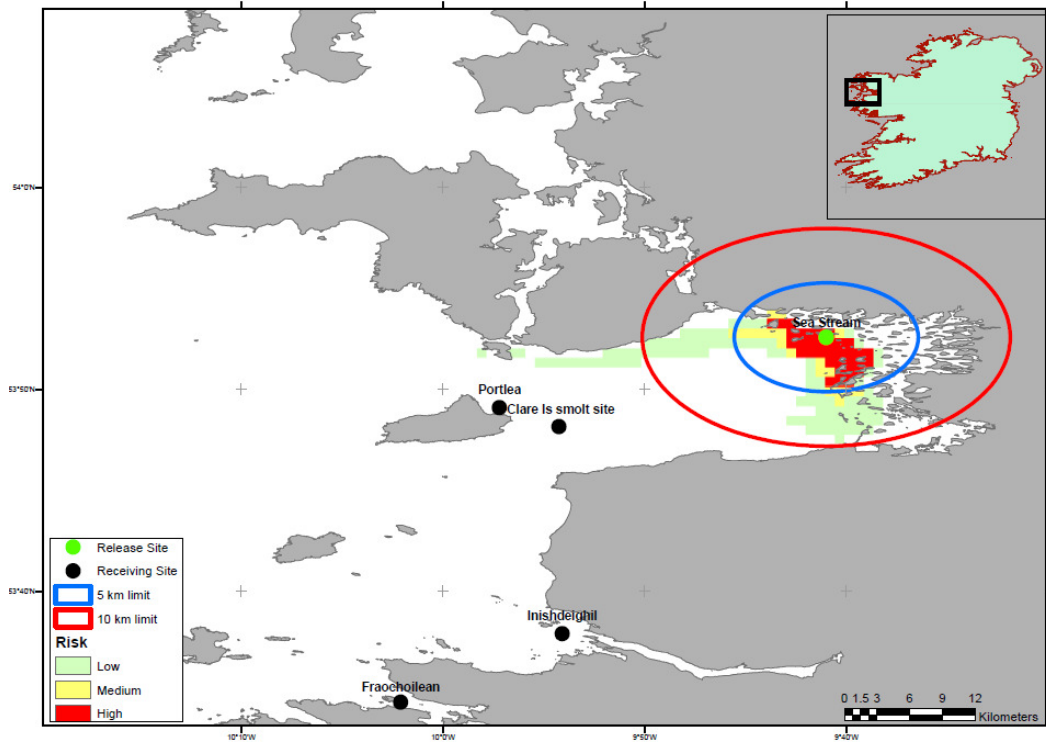 54°0'N
Sea Stream
53°50'N
Portlea
Clare Is smolt site
Release Site
Receiving Site
5 km limit
10 km limit
Risk
Low
Medium
High
53°40'N
Inishdeighil
Fraochoilean
0 1.5 3 6 9 12
Kilometers
10°10'W 10°0'W 9°50'W 9°40'W